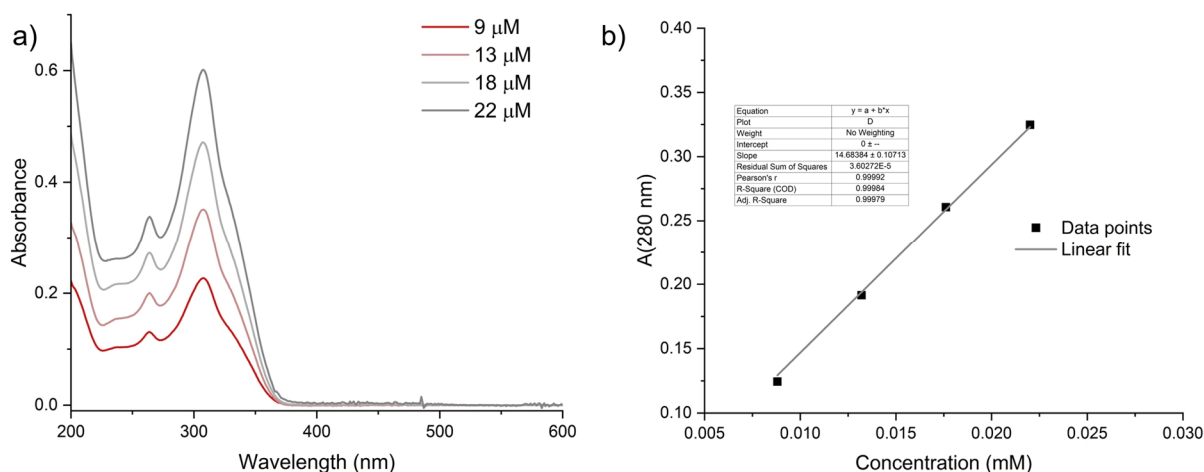 a)
9 μM
13 μM
18 μM
22 μM
Absorbance
0.6
0.4
0.2
0.0
200 300 400 500 600
Wavelength (nm)
b)
A(280 nm)
0.40
0.35
0.30
0.25
0.20
0.15
0.10
Equation y = a + b*x
Plot D
Weight No Weighting
Intercept 0 ± --
Slope 14.68384 ± 0.10713
Residual Sum of Squares 3.60272E-5
Pearson's r 0.99992
R-Square (COD) 0.99984
Adj. R-Square 0.99979
Data points
Linear fit
0.005 0.010 0.015 0.020 0.025 0.030
Concentration (mM)